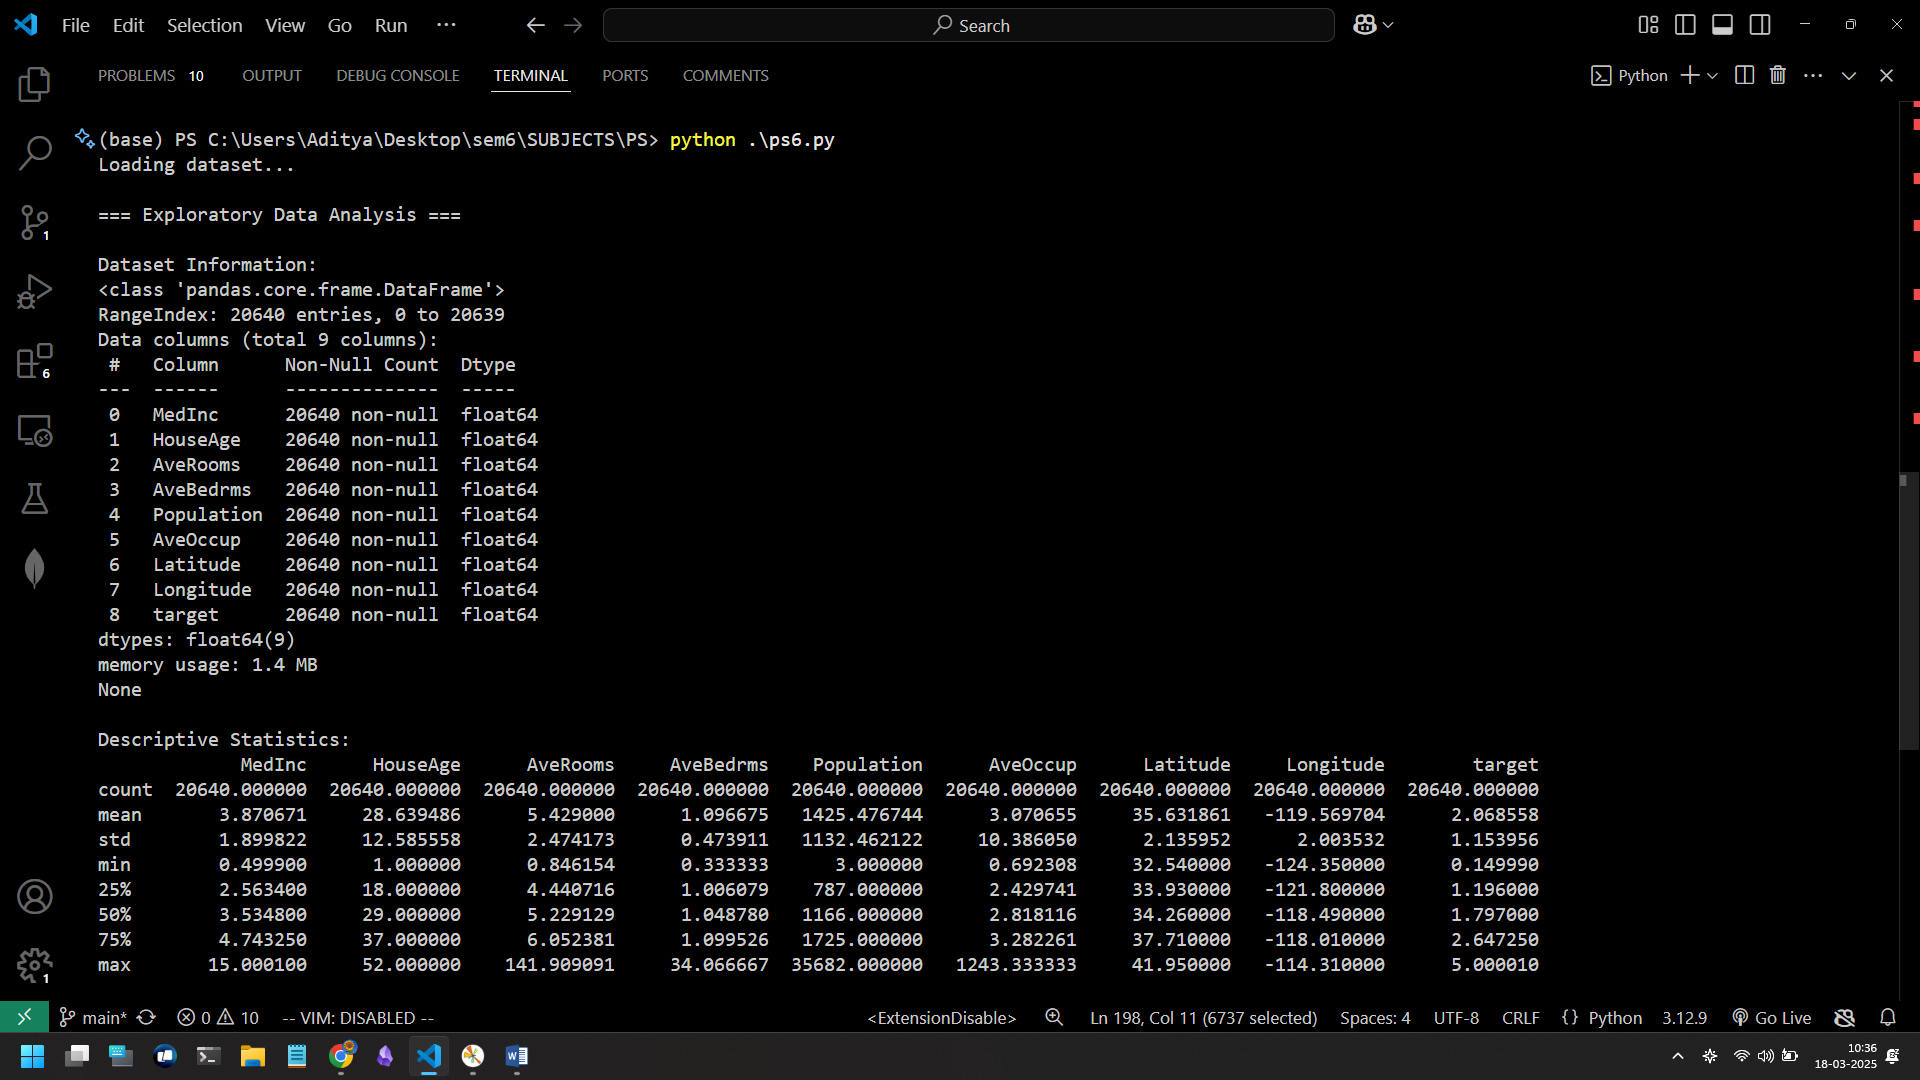 File Edit Selection View Go Run ··· Search
PROBLEMS 10 OUTPUT DEBUG CONSOLE TERMINAL PORTS COMMENTS Python
(base) PS C:\Users\Aditya\Desktop\sem6\SUBJECTS\PS> python .\ps6.py
Loading dataset...
=== Exploratory Data Analysis ===
Dataset Information:
<class 'pandas.core.frame.DataFrame'>
RangeIndex: 20640 entries, 0 to 20639
Data columns (total 9 columns):
 #   Column      Non-Null Count  Dtype
---  ------      --------------  -----
 0   MedInc      20640 non-null  float64
 1   HouseAge    20640 non-null  float64
 2   AveRooms    20640 non-null  float64
 3   AveBedrms   20640 non-null  float64
 4   Population  20640 non-null  float64
 5   AveOccup    20640 non-null  float64
 6   Latitude    20640 non-null  float64
 7   Longitude   20640 non-null  float64
 8   target      20640 non-null  float64
dtypes: float64(9)
memory usage: 1.4 MB
None
Descriptive Statistics:
MedInc HouseAge AveRooms AveBedrms Population AveOccup Latitude Longitude target
count 20640.000000 20640.000000 20640.000000 20640.000000 20640.000000 20640.000000 20640.000000 20640.000000 20640.000000
mean 3.870671 28.639486 5.429000 1.096675 1425.476744 3.070655 35.631861 -119.569704 2.068558
std 1.899822 12.585558 2.474173 0.473911 1132.462122 10.386050 2.135952 2.003532 1.153956
min 0.499900 1.000000 0.846154 0.333333 3.000000 0.692308 32.540000 -124.350000 0.149990
25% 2.563400 18.000000 4.440716 1.006079 787.000000 2.429741 33.930000 -121.800000 1.196000
50% 3.534800 29.000000 5.229129 1.048780 1166.000000 2.818116 34.260000 -118.490000 1.797000
75% 4.743250 37.000000 6.052381 1.099526 1725.000000 3.282261 37.710000 -118.010000 2.647250
max 15.000100 52.000000 141.909091 34.066667 35682.000000 1243.333333 41.950000 -114.310000 5.000010
1
6
1
main* 0 10 -- VIM: DISABLED -- <ExtensionDisable> Ln 198, Col 11 (6737 selected) Spaces: 4 UTF-8 CRLF {} Python 3.12.9 Go Live
10:36
18-03-2025